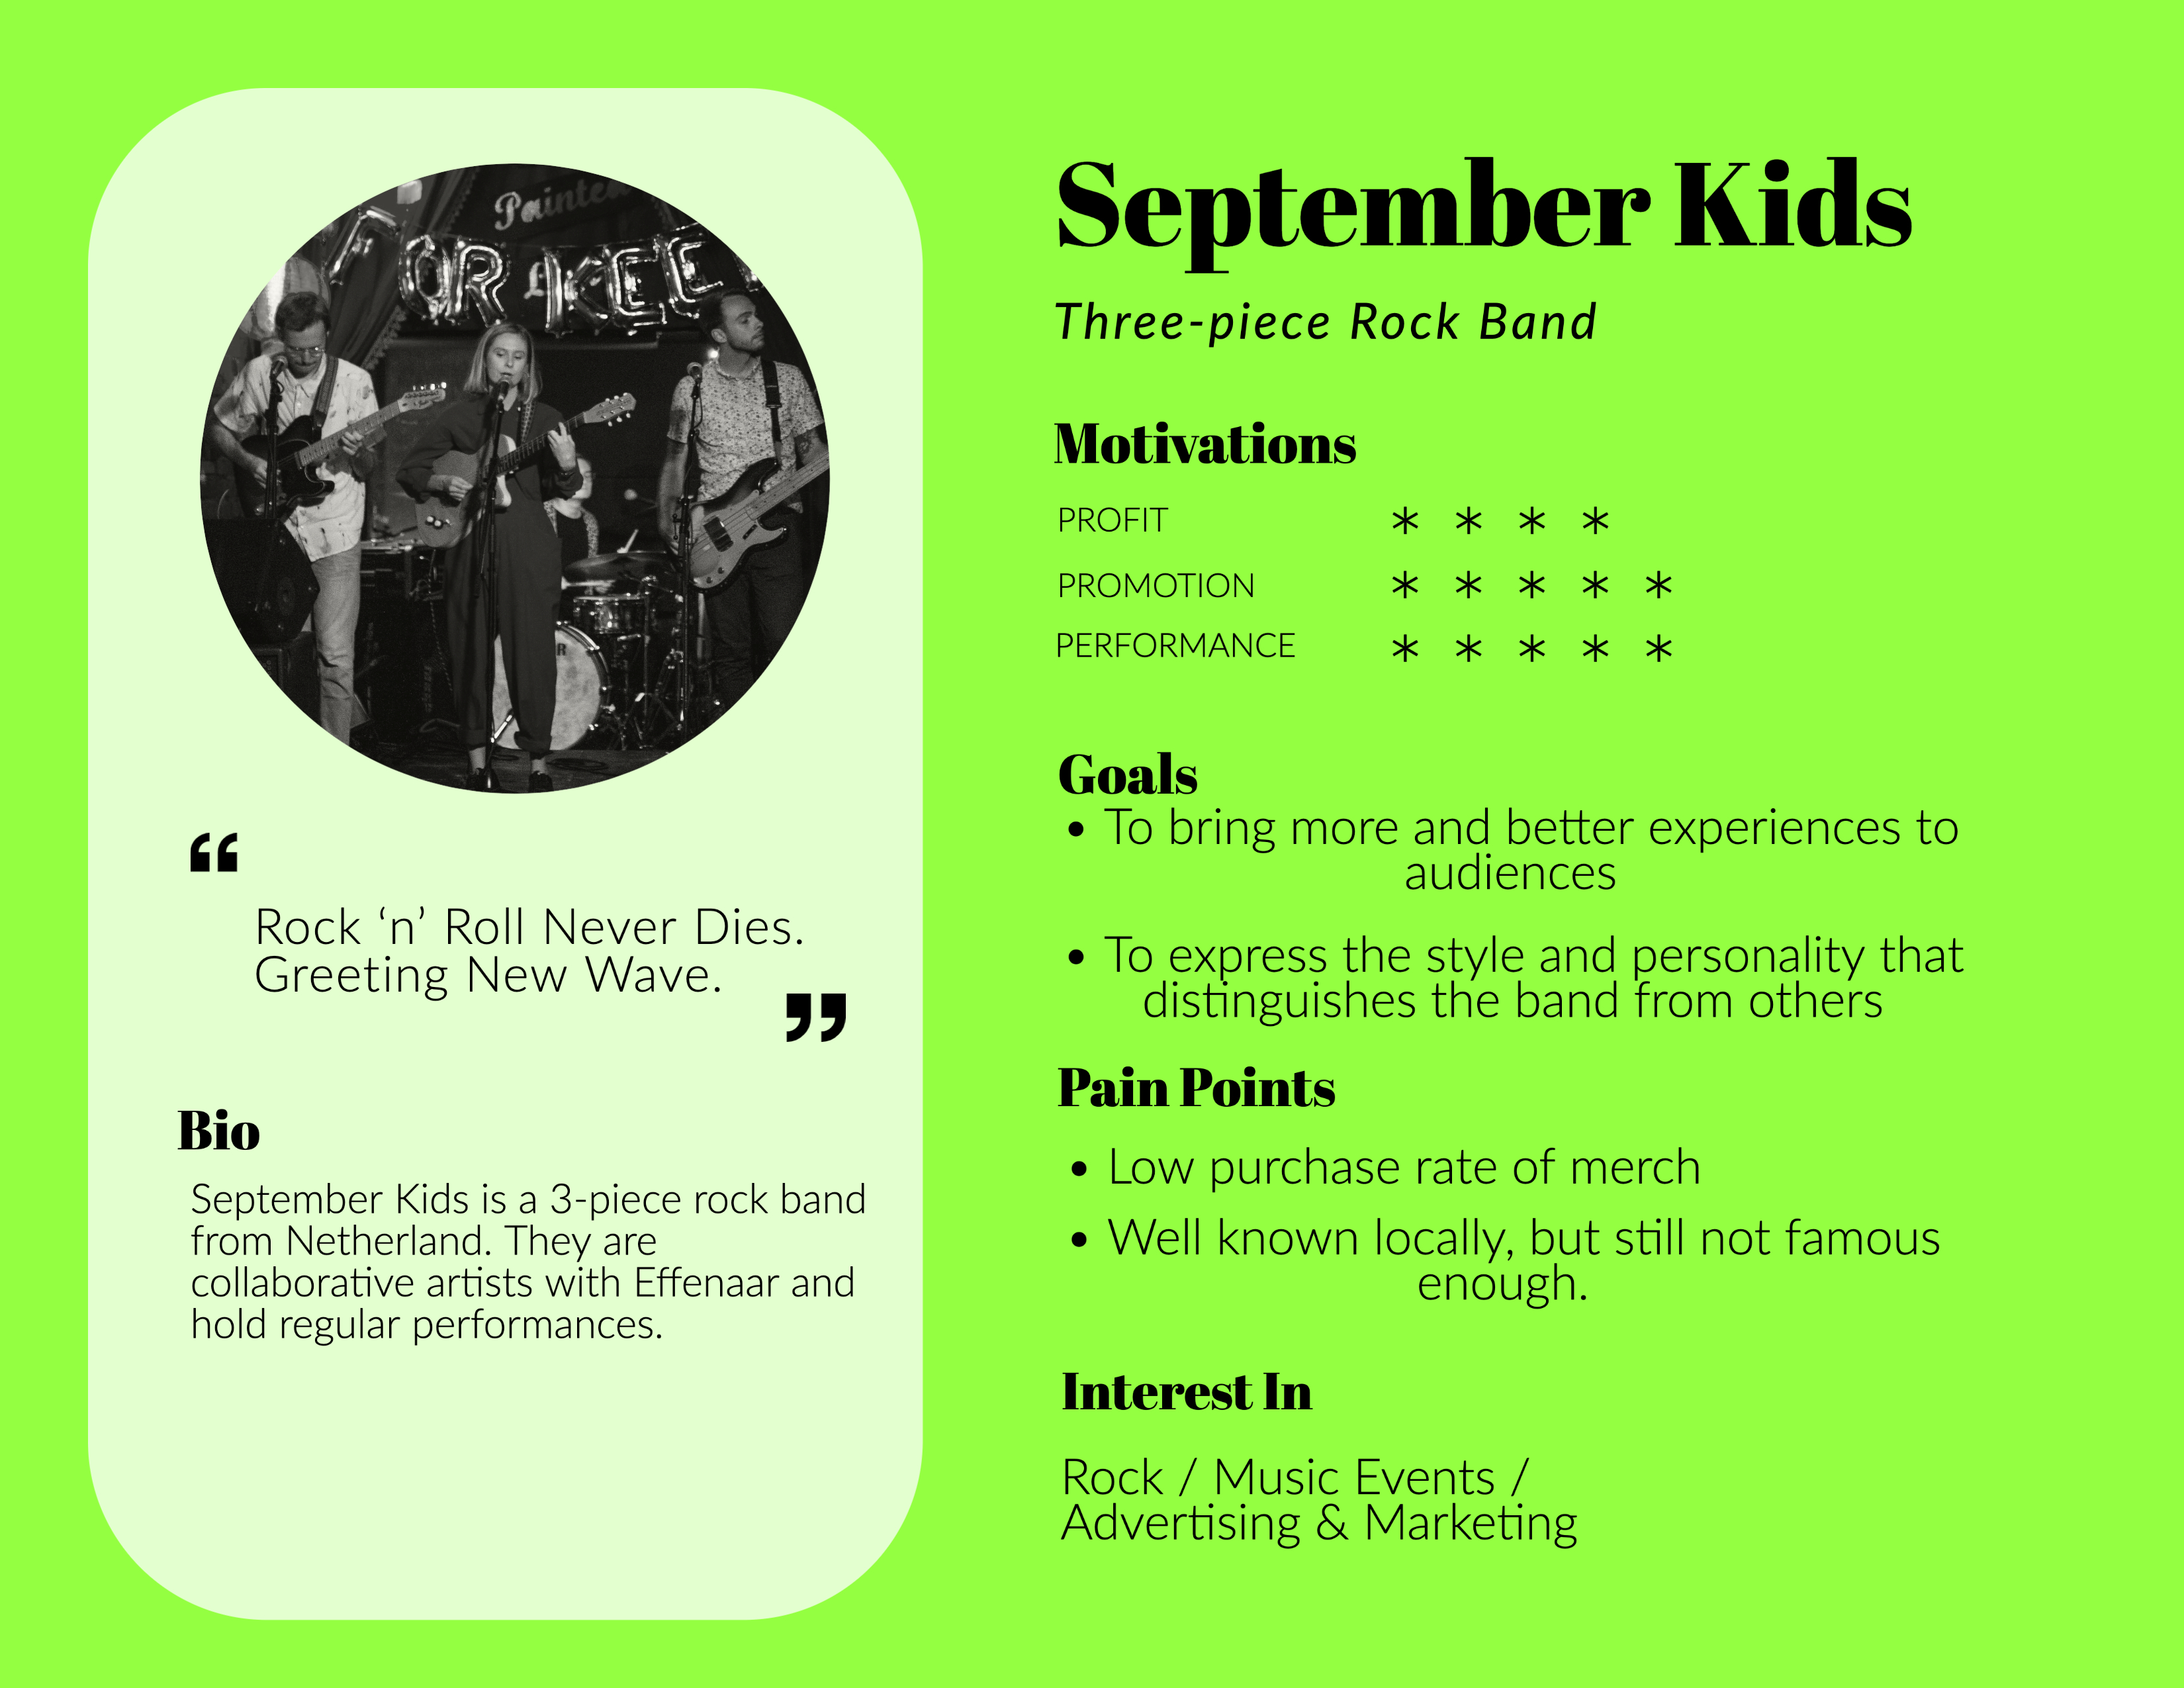 Painted
FOR KEE
R
“
Rock ‘n’ Roll Never Dies.
Greeting New Wave.
”
Bio
September Kids is a 3-piece rock band
from Netherland. They are
collaborative artists with Effenaar and
hold regular performances.
September Kids
Three-piece Rock Band
Motivations
PROFIT * * * *
PROMOTION * * * * *
PERFORMANCE * * * * *
Goals
• To bring more and better experiences to
audiences
• To express the style and personality that
distinguishes the band from others
Pain Points
• Low purchase rate of merch
• Well known locally, but still not famous
enough.
Interest In
Rock / Music Events /
Advertising & Marketing